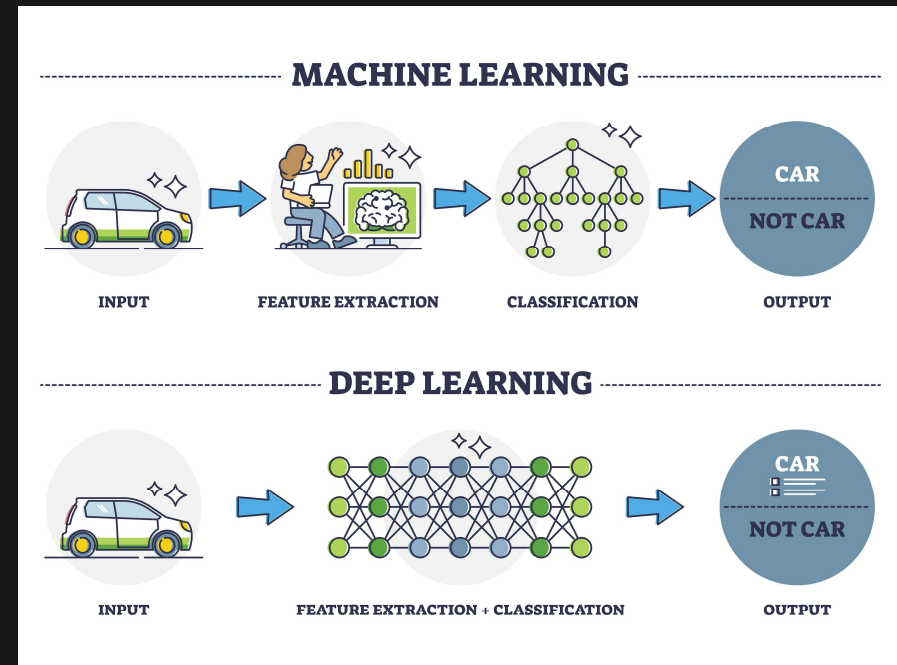 MACHINE LEARNING
CAR
NOT CAR
INPUT
FEATURE EXTRACTION
CLASSIFICATION
OUTPUT
DEEP LEARNING
CAR
NOT CAR
INPUT
FEATURE EXTRACTION + CLASSIFICATION
OUTPUT